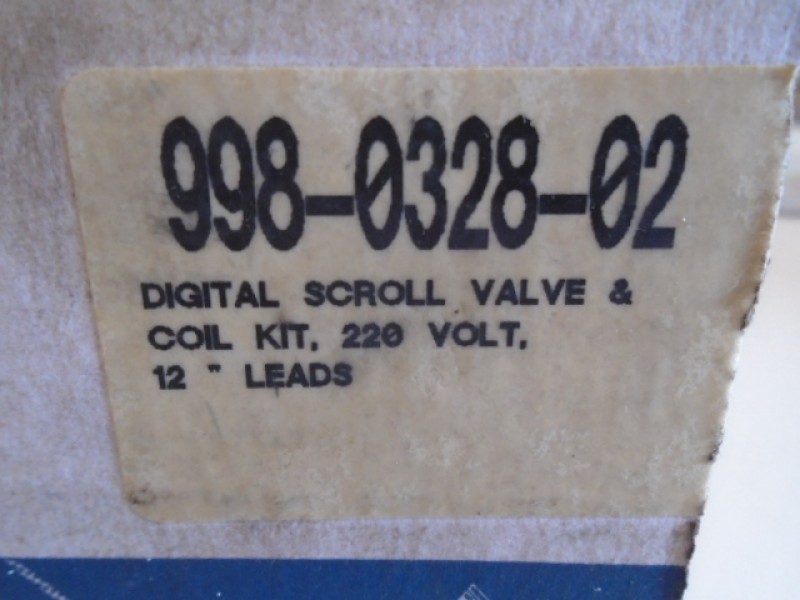 998-0328-02
DIGITAL SCROLL VALVE &
COIL KIT, 220 VOLT,
12 " LEADS